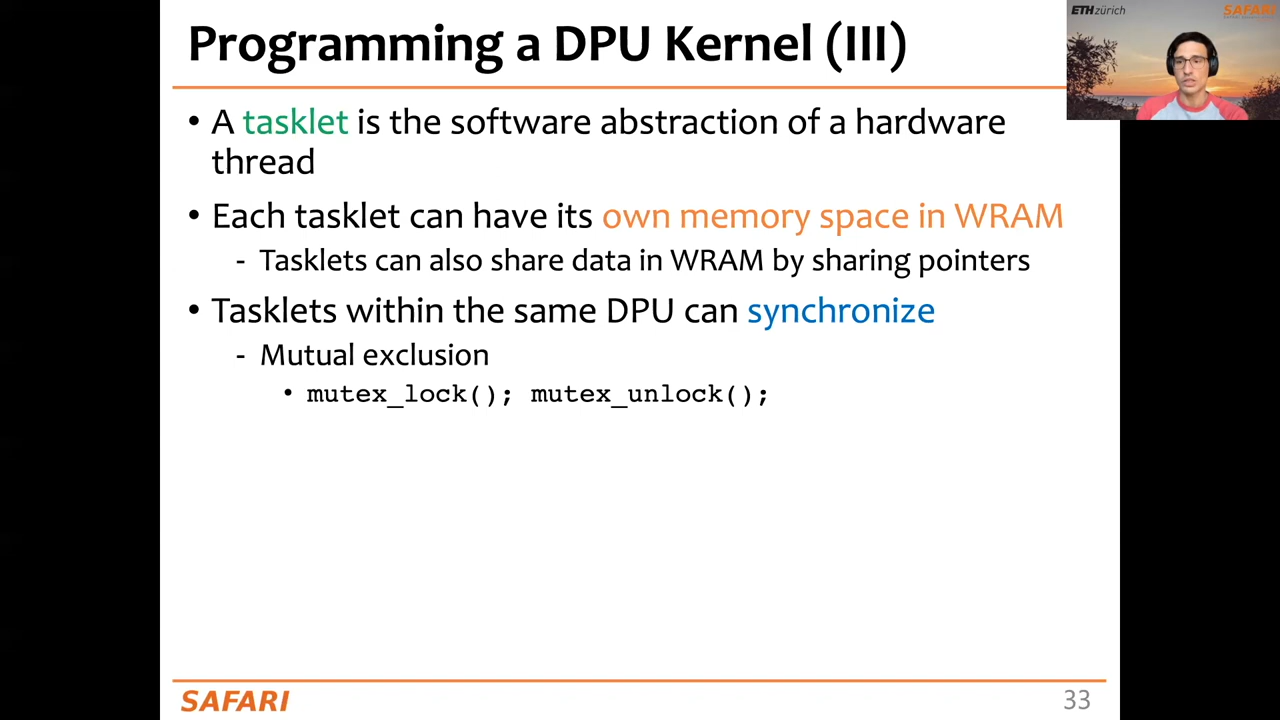 Programming a DPU Kernel (III)
ETH zürich
SAFARI
• A tasklet is the software abstraction of a hardware
thread
• Each tasklet can have its own memory space in WRAM
- Tasklets can also share data in WRAM by sharing pointers
• Tasklets within the same DPU can synchronize
- Mutual exclusion
• mutex_lock(); mutex_unlock();
SAFARI
33